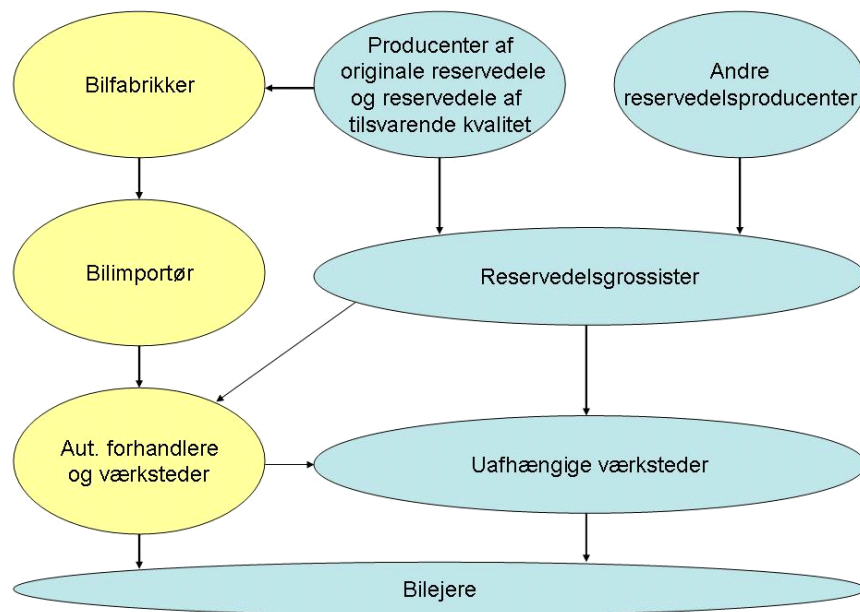 Bilfabrikker
Producenter af
originale reservedele
og reservedele af
tilsvarende kvalitet
Andre
reservedelsproducenter
Bilimportør
Reservedelsgrossister
Aut. forhandlere
og værksteder
Uafhængige værksteder
Bilejere